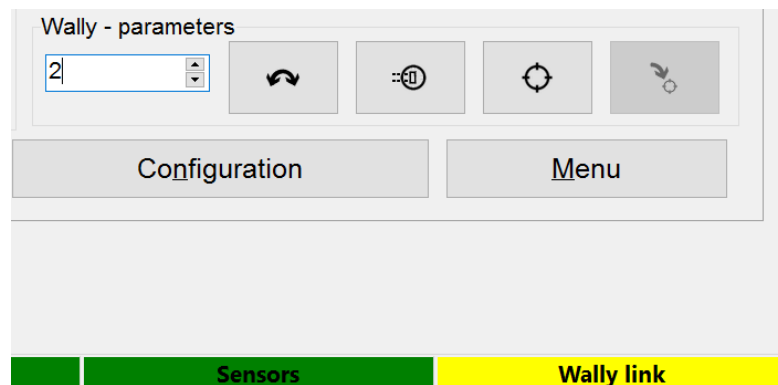 Wally - parameters
2
Configuration
Menu
Sensors
Wally link